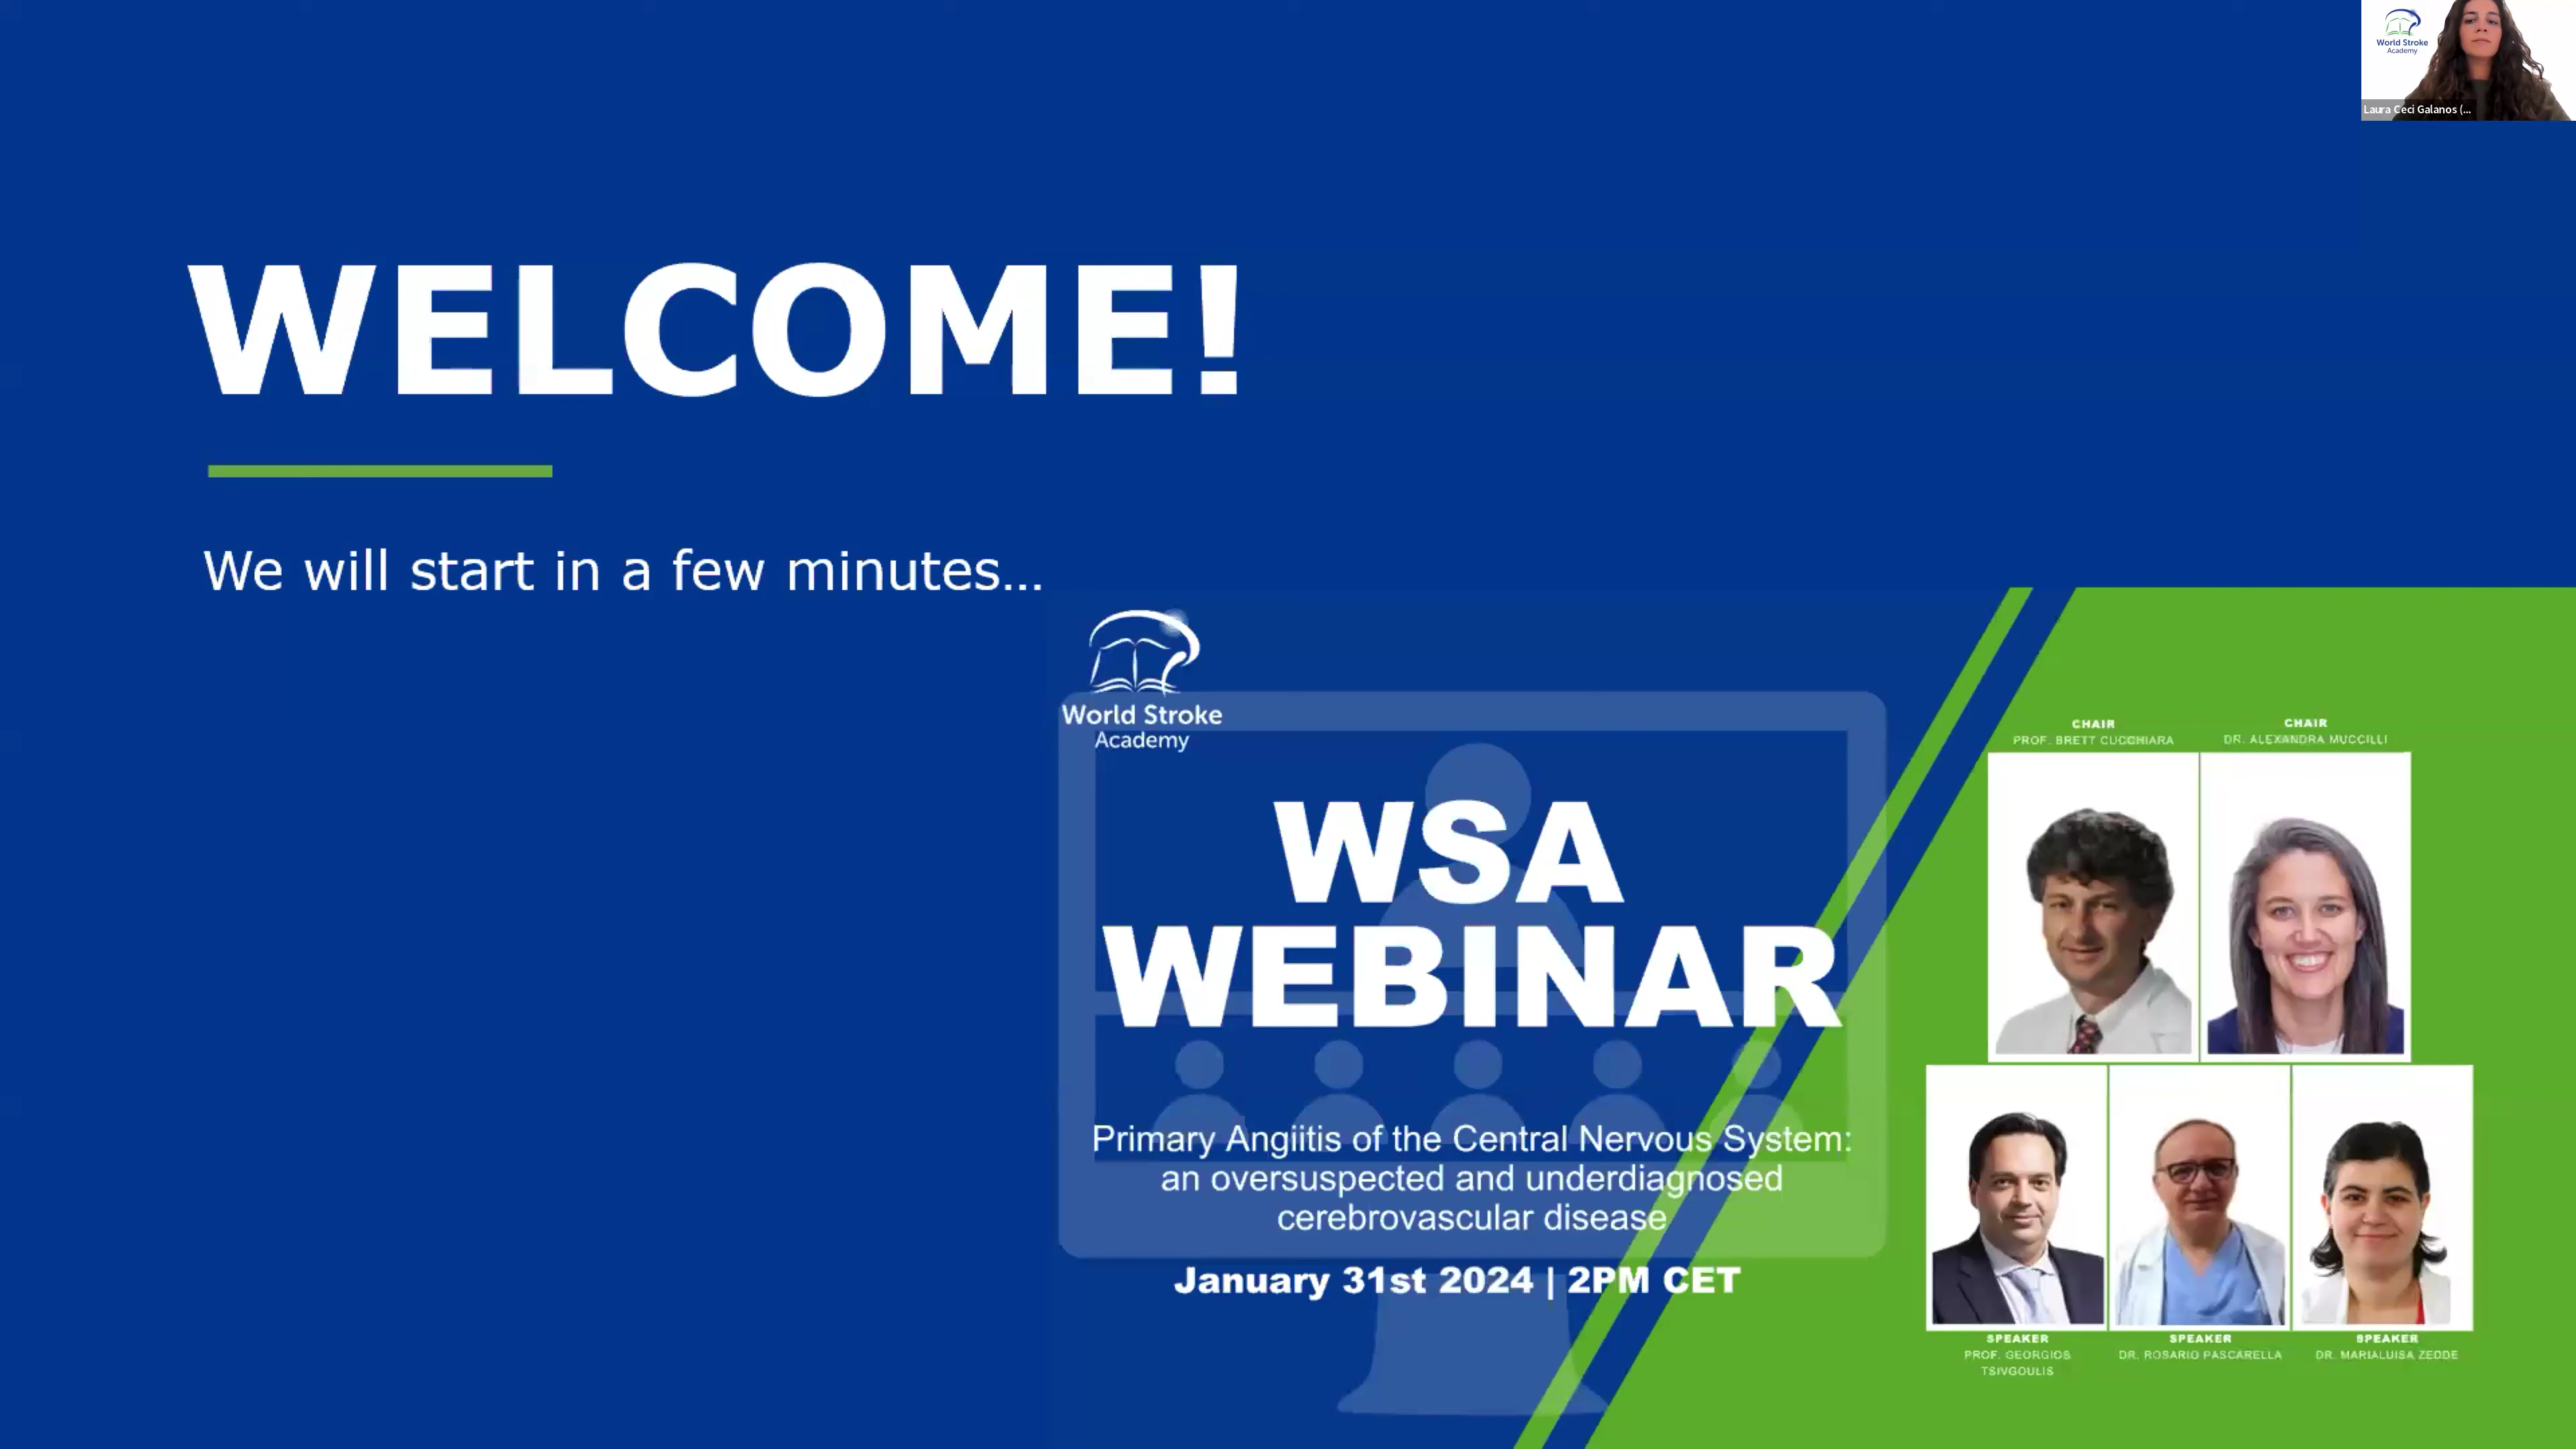 World Stroke
Academy
Laura Ceci Galanos (...
WELCOME!
We will start in a few minutes...
World Stroke
Academy
WSA
WEBINAR
Primary Angiitis of the Central Nervous System:
an oversuspected and underdiagnosed
cerebrovascular disease
January 31st 2024 | 2PM CET
CHAIR
PROF. BRETT CUCCHIARA
CHAIR
DR. ALEXANDRA MUCCILLI
SPEAKER
PROF. GEORGIOS
TSIVGOULIS
SPEAKER
DR. ROSARIO PASCARELLA
SPEAKER
DR. MARIALUISA ZEDDE